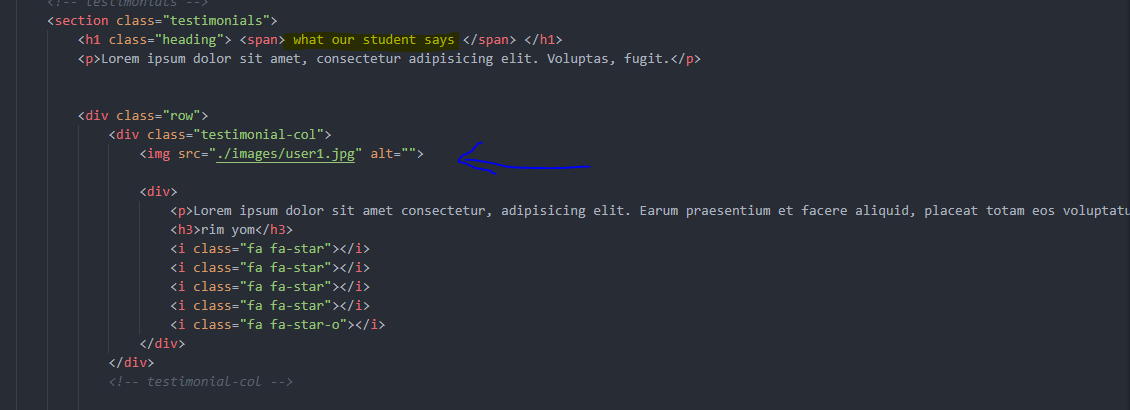 <!-- testimonials -->
<section class="testimonials">
<h1 class="heading"> <span> what our student says </span> </h1>
<p>Lorem ipsum dolor sit amet, consectetur adipisicing elit. Voluptas, fugit.</p>
<div class="row">
<div class="testimonial-col">
<img src="./images/user1.jpg" alt="">
<div>
<p>Lorem ipsum dolor sit amet consectetur, adipisicing elit. Earum praesentium et facere aliquid, placeat totam eos voluptatu
<h3>rim yom</h3>
<i class="fa fa-star"></i>
<i class="fa fa-star"></i>
<i class="fa fa-star"></i>
<i class="fa fa-star"></i>
<i class="fa fa-star-o"></i>
</div>
</div>
<!-- testimonial-col -->